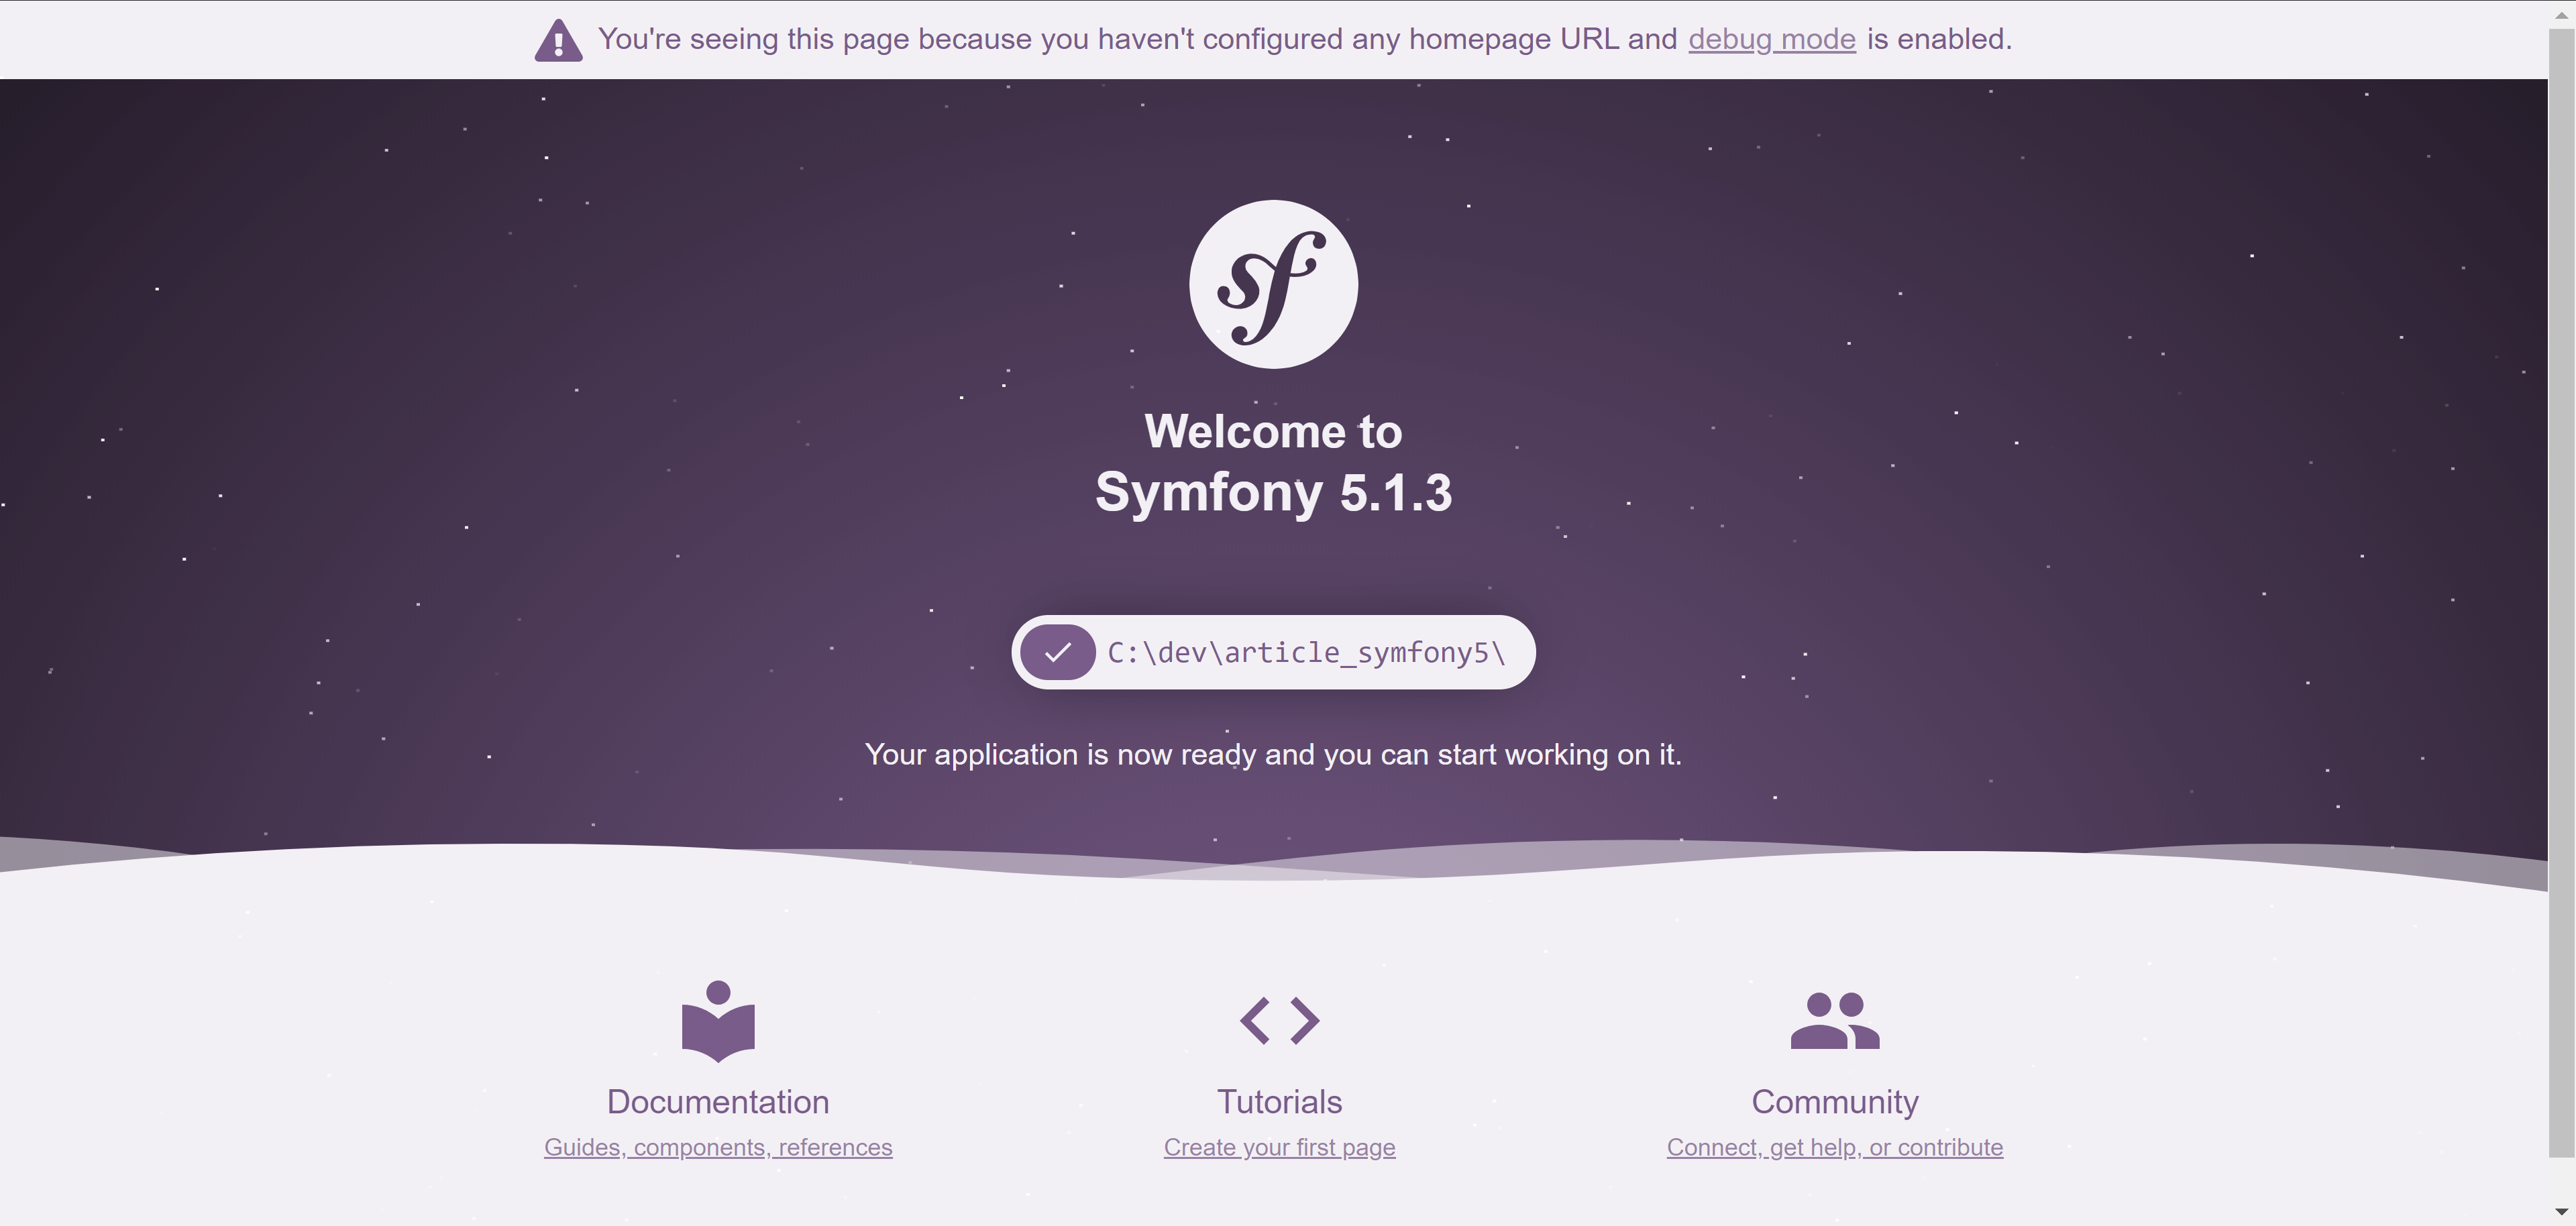 You're seeing this page because you haven't configured any homepage URL and debug mode is enabled.
sf
Welcome to
Symfony 5.1.3
C:\dev\article_symfony5\
Your application is now ready and you can start working on it.
Documentation
Guides, components, references
Tutorials
Create your first page
Community
Connect, get help, or contribute